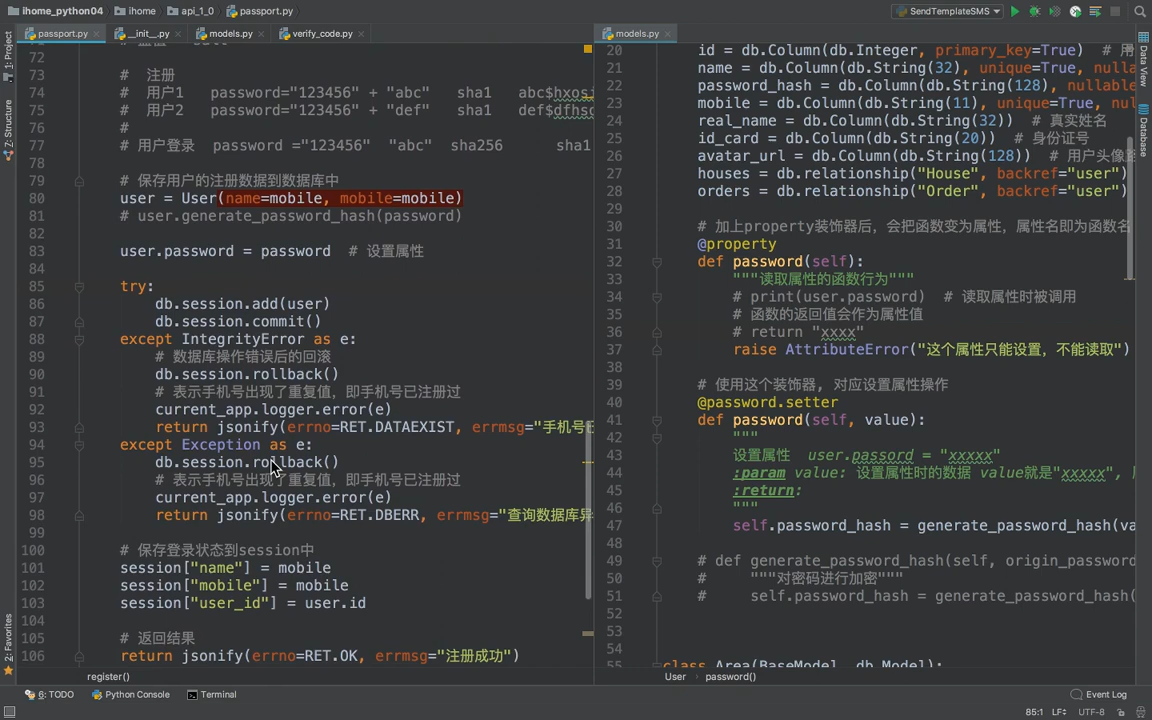 ihome_python04 ihome api_1_0 passport.py SendTemplateSMS
passport.py __init__.py models.py verify_code.py models.py
1: Project
7: Structure
2: Favorites
Data View
Database
72
73 # 注册
74 # 用户1 password="123456" + "abc" sha1
75 # 用户2 password="123456" + "def" sha1
76 #
77 # 用户登录 password ="123456" "abc" sha256 sha1
78
79 # 保存用户的注册数据到数据库中
80 user = User(name=mobile, mobile=mobile)
81 # user.generate_password_hash(password)
82
83 user.password = password # 设置属性
84
85 try:
86 db.session.add(user)
87 db.session.commit()
88 except IntegrityError as e:
89 # 数据库操作错误后的回滚
90 db.session.rollback()
91 # 表示手机号出现了重复值，即手机号已注册过
92 current_app.logger.error(e)
93 return jsonify(errno=RET.DATAEXIST, errmsg="手机号
94 except Exception as e:
95 db.session.rollback()
96 # 表示手机号出现了重复值，即手机号已注册过
97 current_app.logger.error(e)
98 return jsonify(errno=RET.DBERR, errmsg="查询数据库异
99
100 # 保存登录状态到session中
101 session["name"] = mobile
102 session["mobile"] = mobile
103 session["user_id"] = user.id
104
105 # 返回结果
106 return jsonify(errno=RET.OK, errmsg="注册成功")
register()
20 id = db.Column(db.Integer, primary_key=True) #
21 name = db.Column(db.String(32), unique=True, nulla
22 password_hash = db.Column(db.String(128), nullable
23 mobile = db.Column(db.String(11), unique=True, nul
24 real_name = db.Column(db.String(32)) # 真实姓名
25 id_card = db.Column(db.String(20)) # 身份证号
26 avatar_url = db.Column(db.String(128)) # 用户头像
27 houses = db.relationship("House", backref="user")
28 orders = db.relationship("Order", backref="user")
29
30 # 加上property装饰器后，会把函数变为属性，属性名即为函数名
31 @property
32 def password(self):
33 """读取属性的函数行为"""
34 # print(user.password) # 读取属性时被调用
35 # 函数的返回值会作为属性值
36 # return "xxxx"
37 raise AttributeError("这个属性只能设置，不能读取")
38
39 # 使用这个装饰器, 对应设置属性操作
40 @password.setter
41 def password(self, value):
42 """
43 设置属性 user.passord = "xxxxx"
44 :param value: 设置属性时的数据 value就是"xxxxx",
45 :return:
46 """
47 self.password_hash = generate_password_hash(va
48
49 # def generate_password_hash(self, origin_password
50 # """对密码进行加密"""
51 # self.password_hash = generate_password_hash(
52
53
54
55 class Area(BaseModel, db.Model):
User password()
6: TODO Python Console Terminal Event Log
85:1 LF UTF-8